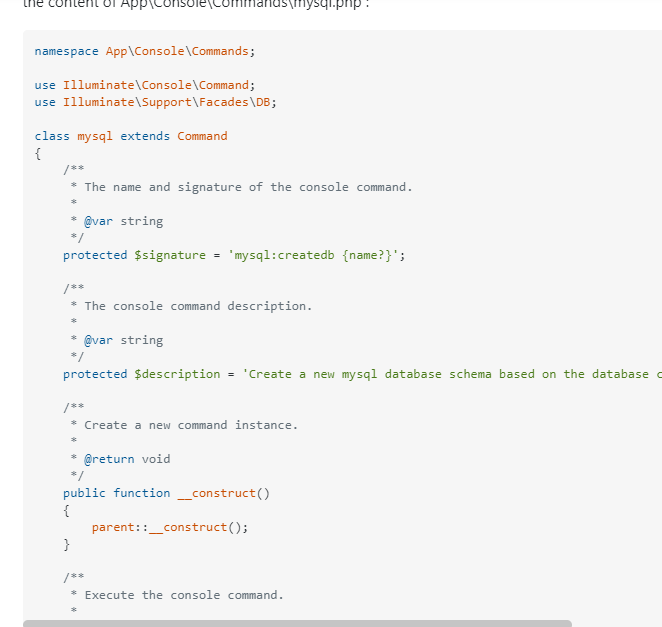 the content of App\Console\Commands\mysql.php :
namespace App\Console\Commands;
use Illuminate\Console\Command;
use Illuminate\Support\Facades\DB;
class mysql extends Command
{
    /**
     * The name and signature of the console command.
     *
     * @var string
     */
    protected $signature = 'mysql:createdb {name?}';
    /**
     * The console command description.
     *
     * @var string
     */
    protected $description = 'Create a new mysql database schema based on the database c
    /**
     * Create a new command instance.
     *
     * @return void
     */
    public function __construct()
    {
        parent::__construct();
    }
    /**
     * Execute the console command.
     *